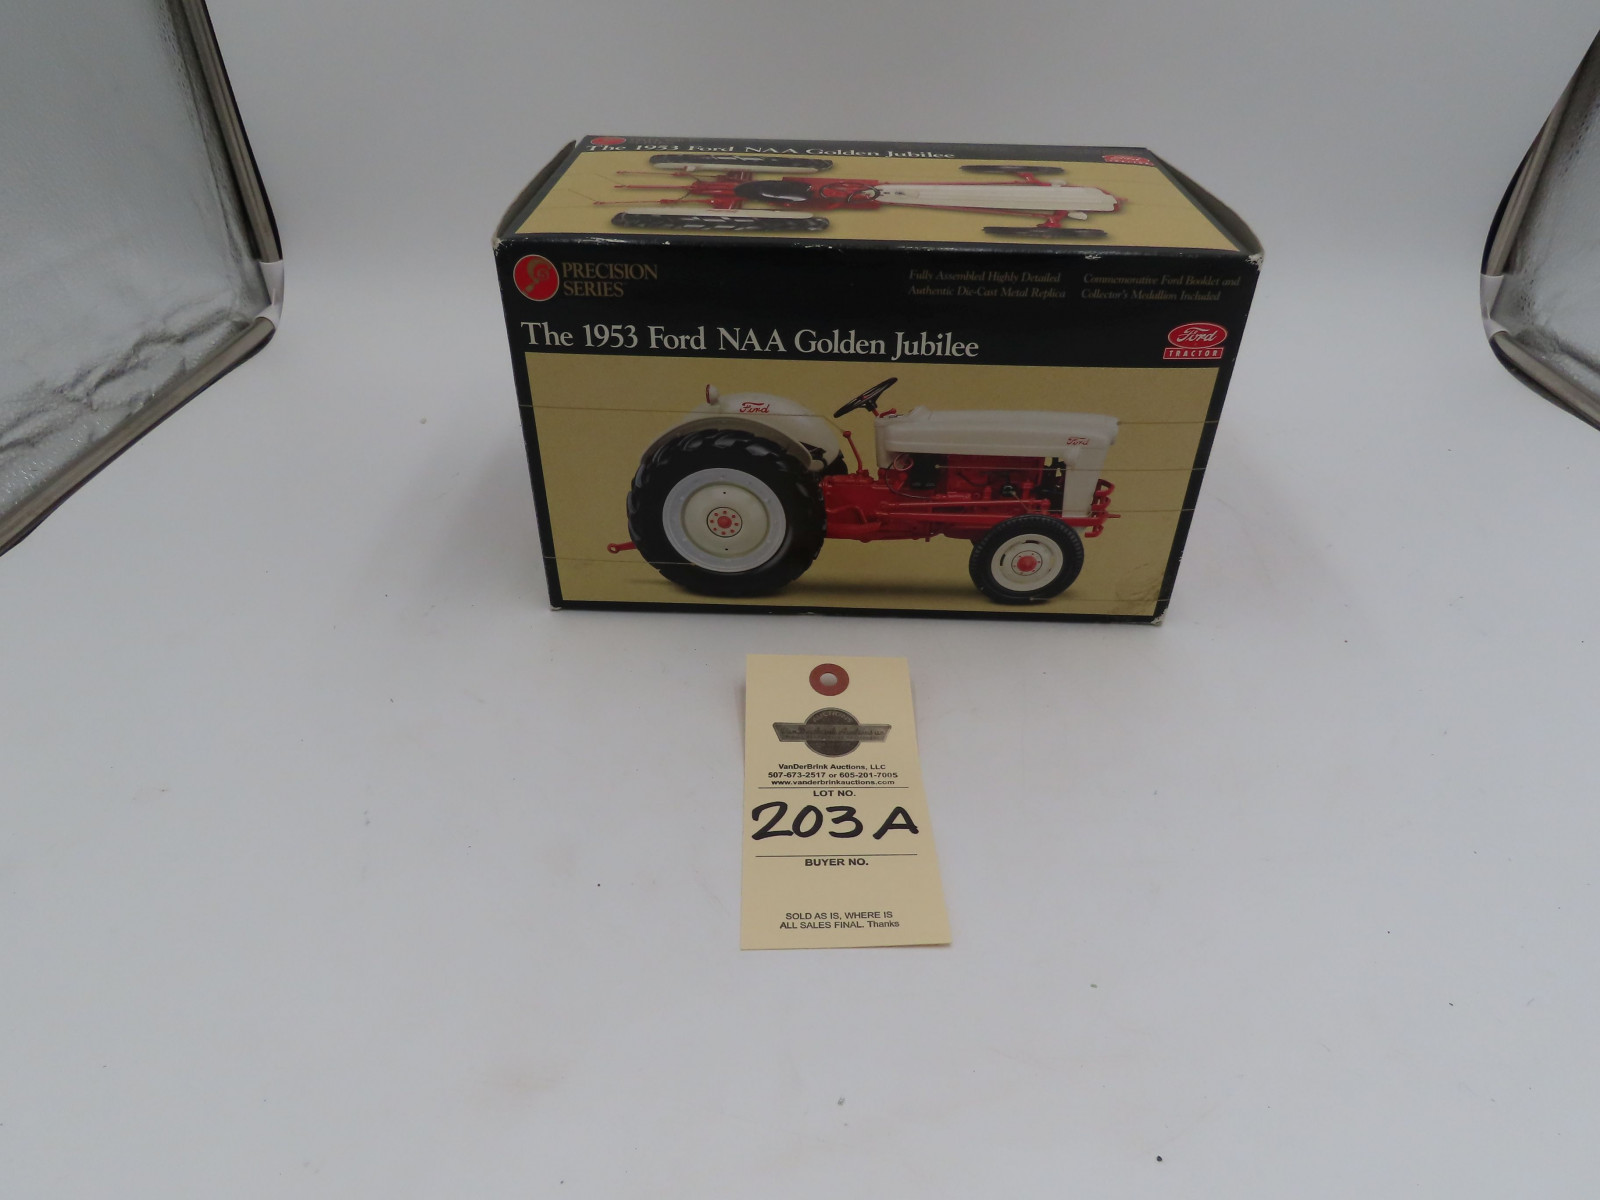 The 1953 Ford NAA Golden Jubilee
PRECISION
SERIES
Fully Assembled Highly Detailed
Authentic Die-Cast Metal Replica
Commemorative Ford Booklet and
Collector's Medallion Included
The 1953 Ford NAA Golden Jubilee
Ford
TRACTOR
Ford
Ford
VanDerBrink Auctions, LLC
507-673-2517 or 605-201-7005
www.vanderbrinkauctions.com
LOT NO.
203A
BUYER NO.
SOLD AS IS, WHERE IS
ALL SALES FINAL. Thanks